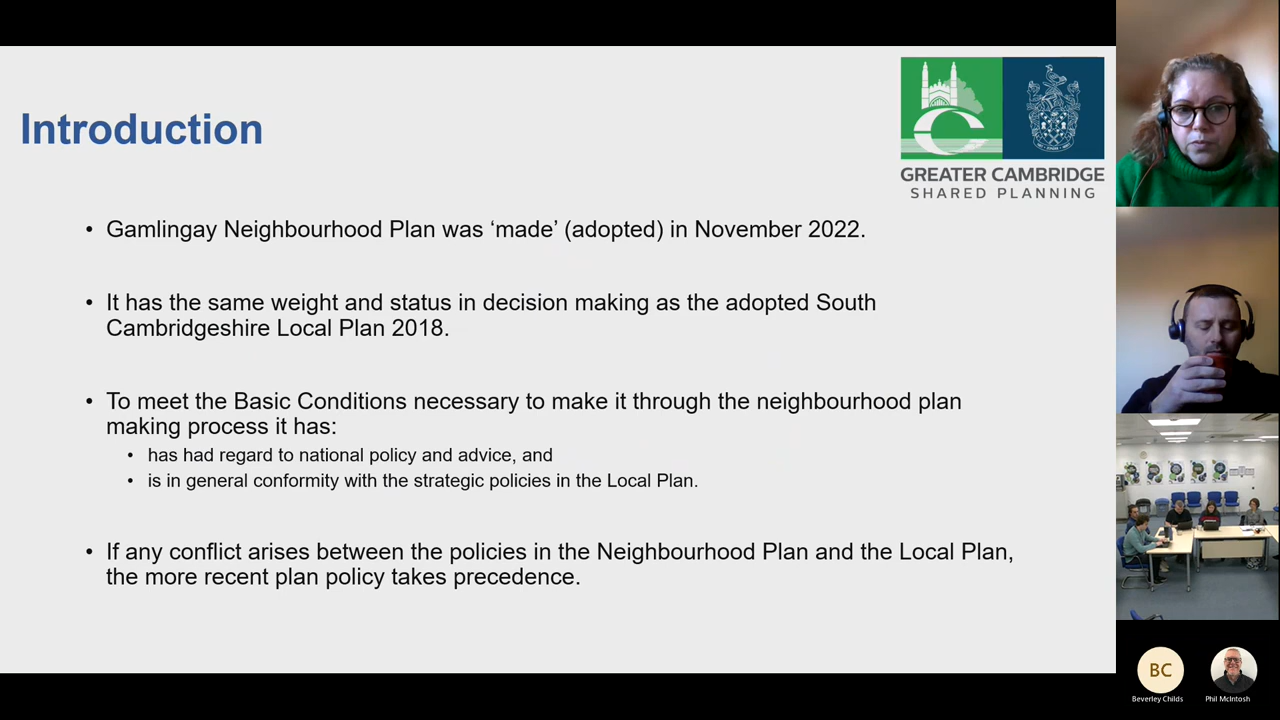 Introduction
GREATER CAMBRIDGE
SHARED PLANNING
• Gamlingay Neighbourhood Plan was ‘made’ (adopted) in November 2022.
• It has the same weight and status in decision making as the adopted South
Cambridgeshire Local Plan 2018.
• To meet the Basic Conditions necessary to make it through the neighbourhood plan
making process it has:
• has had regard to national policy and advice, and
• is in general conformity with the strategic policies in the Local Plan.
• If any conflict arises between the policies in the Neighbourhood Plan and the Local Plan,
the more recent plan policy takes precedence.
BC
Beverley Childs
Phil McIntosh